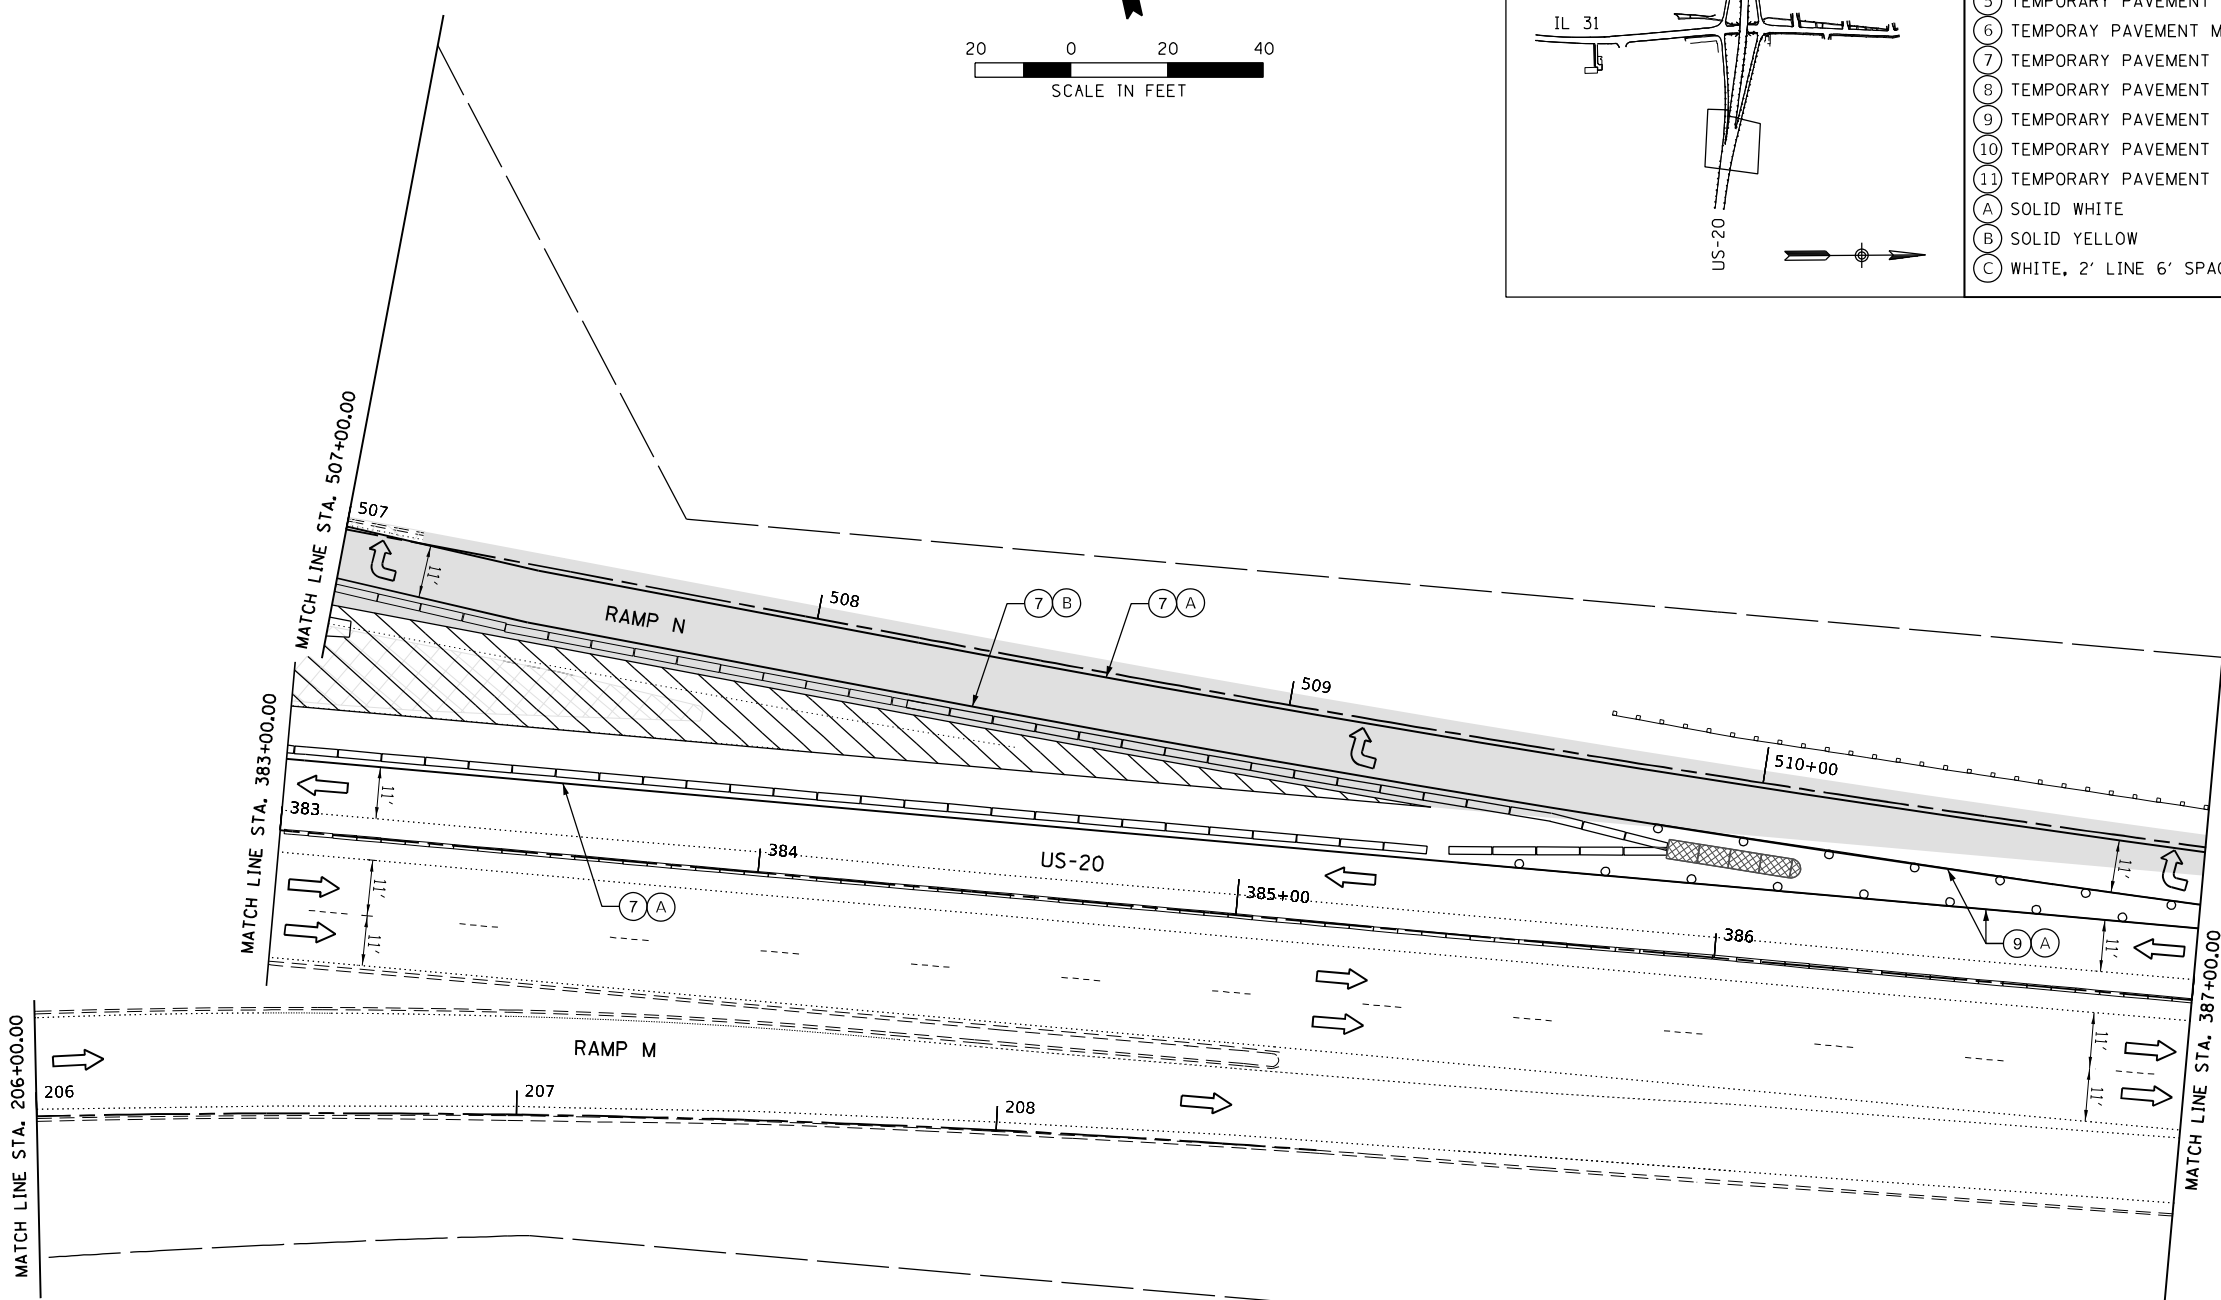 20 0 20 40
SCALE IN FEET
IL 31
US-20
5 TEMPORARY PAVEMENT
6 TEMPORAY PAVEMENT M
7 TEMPORARY PAVEMENT
8 TEMPORARY PAVEMENT
9 TEMPORARY PAVEMENT
10 TEMPORARY PAVEMENT
11 TEMPORARY PAVEMENT
A SOLID WHITE
B SOLID YELLOW
C WHITE, 2' LINE 6' SPAC
MATCH LINE STA. 507+00.00
507
11'
RAMP N
508
7 B
7 A
509
510+00
11'
MATCH LINE STA. 383+00.00
383
11'
384
US-20
385+00
386
7 A
9 A
11'
11'
11'
11'
11'
MATCH LINE STA. 387+00.00
MATCH LINE STA. 206+00.00
206
RAMP M
207
208